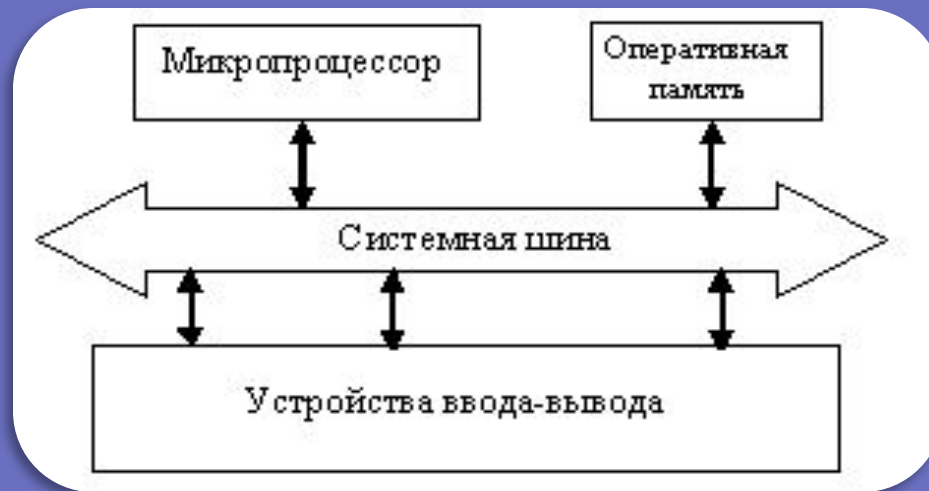 Микропроцессор
Оперативная
память
Системная шина
Устройства ввода-вывода